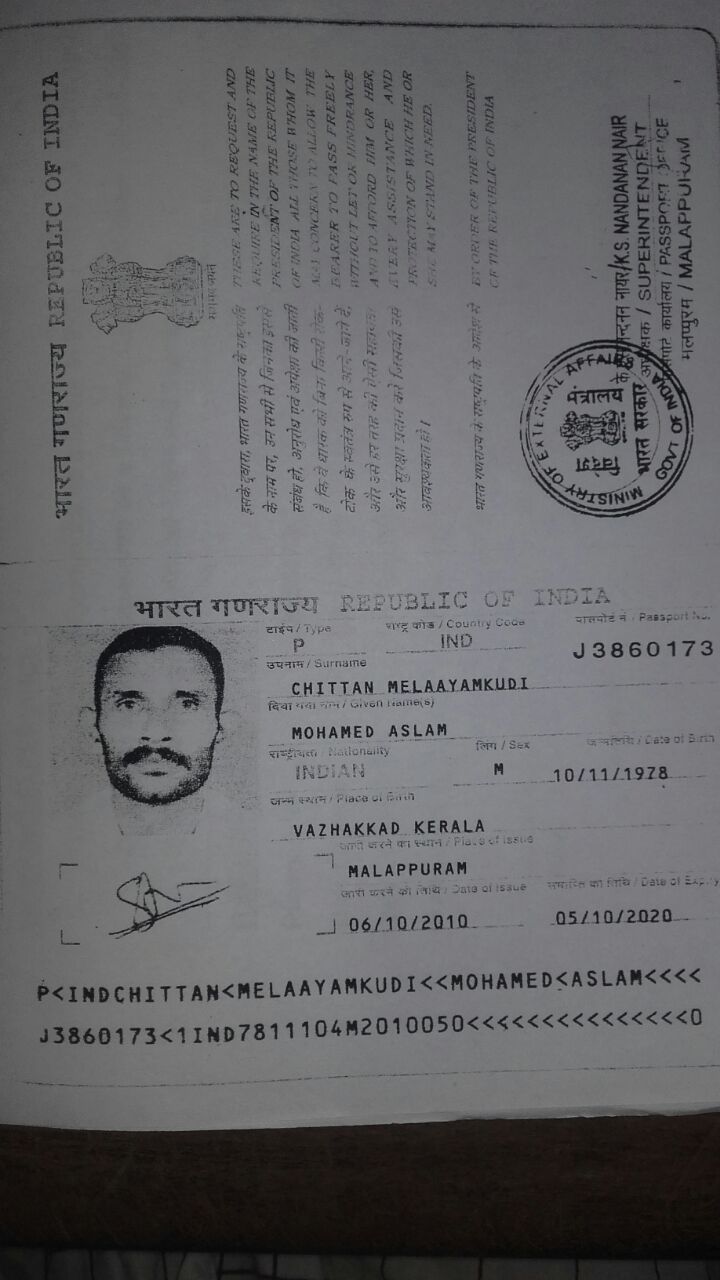 भारत गणराज्य REPUBLIC OF INDIA
इसके द्वारा, भारत गणराज्य के राष्ट्रपति
के नाम पर, उन सभी से जिनका इससे
संबंध हो, अनुरोध एवं अपेक्षा की जाती
है कि वे धारक को बिना किसी रोक-
टोक के स्वतंत्र रूप से आने-जाने दें,
और उसे हर तरह की ऐसी सहायता
और सुरक्षा प्रदान करें जिसकी उसे
आवश्यकता हो।
THESE ARE TO REQUEST AND
REQUIRE IN THE NAME OF THE
PRESIDENT OF THE REPUBLIC
OF INDIA ALL THOSE WHOM IT
MAY CONCERN TO ALLOW THE
BEARER TO PASS FREELY
WITHOUT LET OR HINDRANCE
AND TO AFFORD HIM OR HER,
EVERY ASSISTANCE AND
PROTECTION OF WHICH HE OR
SHE MAY STAND IN NEED.
भारत गणराज्य के राष्ट्रपति के आदेश से
BY ORDER OF THE PRESIDENT
OF THE REPUBLIC OF INDIA
नन्दनन नायर/K.S. NANDANAN NAIR
/ SUPERINTENDENT
कार्यालय / PASSPORT OFFICE
मलप्पुरम / MALAPPURAM
MINISTRY OF EXTERNAL AFFAIRS
मंत्रालय
भारत सरकार
GOVT OF INDIA
भारत गणराज्य REPUBLIC OF INDIA
टाईप / Type राष्ट्र कोड / Country Code पासपोर्ट नं / Passport No.
P IND J3860173
उपनाम / Surname
CHITTAN MELAAYAMKUDI
दिया गया नाम / Given Name(s)
MOHAMED ASLAM
राष्ट्रीयता / Nationality लिंग / Sex जन्मतिथि / Date of Birth
INDIAN M 10/11/1978
जन्म स्थान / Place of Birth
VAZHAKKAD KERALA
जारी करने का स्थान / Place of Issue
MALAPPURAM
जारी करने की तिथि / Date of Issue समाप्ति की तिथि / Date of Expiry
06/10/2010 05/10/2020
P<INDCHITTAN<MELAAYAMKUDI<<MOHAMED<ASLAM<<<<
J3860173<1IND7811104M2010050<<<<<<<<<<<<<<<0